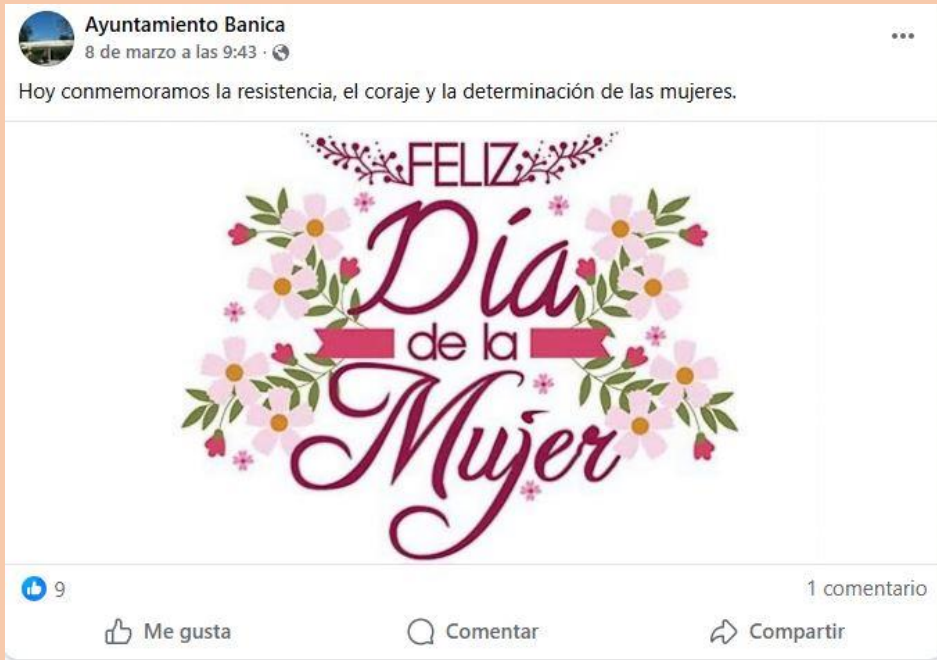 Ayuntamiento Banica
8 de marzo a las 9:43 ·
Hoy conmemoramos la resistencia, el coraje y la determinación de las mujeres.
FELIZ
Día
de la
Mujer
9
1 comentario
Me gusta
Comentar
Compartir